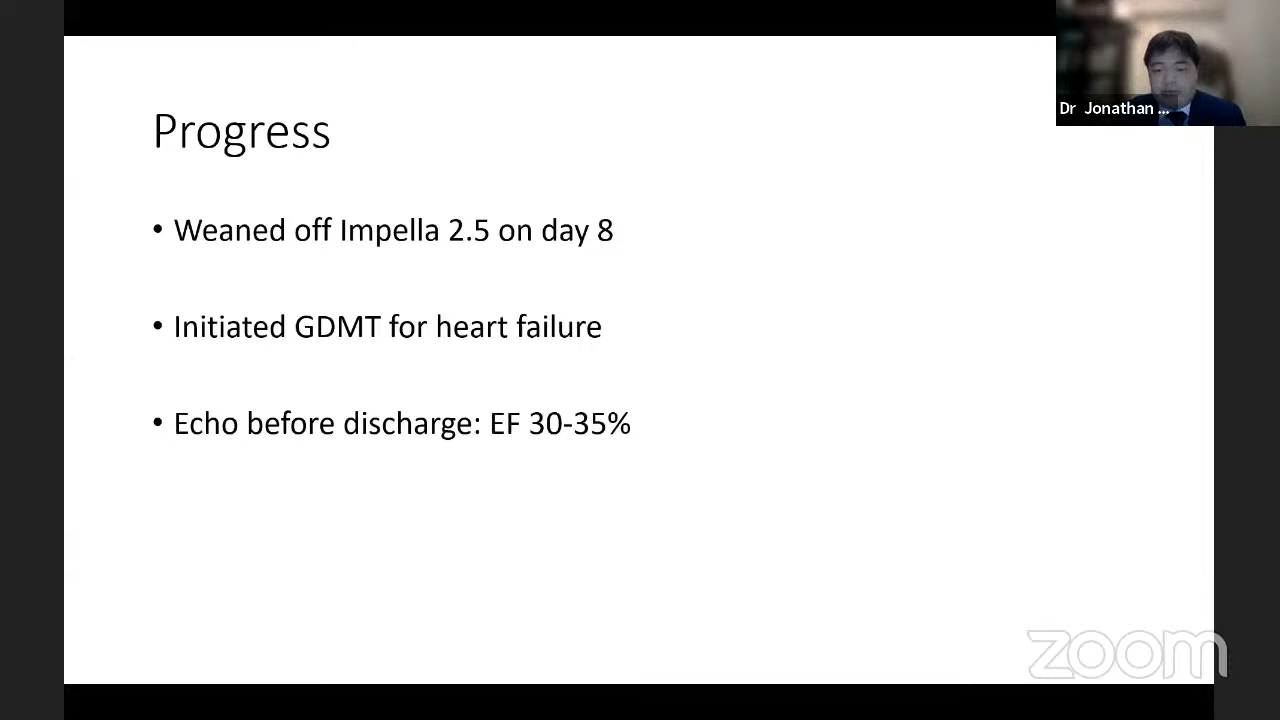 Dr Jonathan ...
Progress
• Weaned off Impella 2.5 on day 8
• Initiated GDMT for heart failure
• Echo before discharge: EF 30-35%
zoom